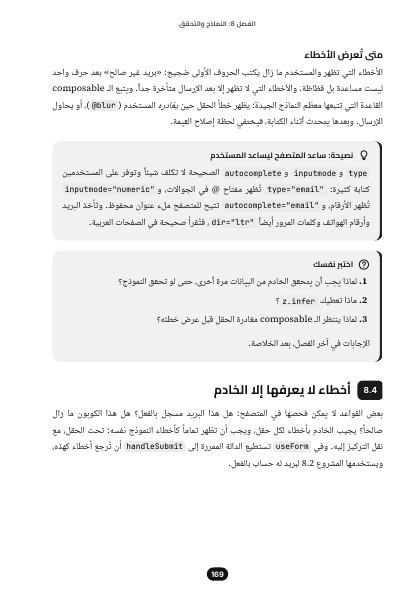 الفصل 8: النماذج والتحقق
متى تُعرض الأخطاء
الأخطاء التي تظهر والمستخدم ما زال يكتب الحروف الأولى ضجيج: «بريد غير صالح» بعد حرف واحد
ليست مساعدة بل فظاظة. والأخطاء التي لا تظهر إلا بعد الإرسال متأخرة جداً. ويتبع الـ composable
القاعدة التي تتبعها معظم النماذج الجيدة: يظهر خطأ الحقل حين يغادره المستخدم (@blur)، أو يحاول
الإرسال. وبعدها يتحدث أثناء الكتابة، فيختفي لحظة إصلاح القيمة.
نصيحة: ساعد المتصفح ليساعد المستخدم
type و inputmode و autocomplete الصحيحة لا تكلف شيئاً وتوفر على المستخدمين
كتابة كثيرة: type="email" تُظهر مفتاح @ في الجوالات، و inputmode="numeric"
تُظهر الأرقام، و autocomplete="email" تتيح للمتصفح ملء عنوان محفوظ. وتأخذ البريد
وأرقام الهواتف وكلمات المرور أيضاً dir="ltr"، فتُقرأ صحيحة في الصفحات العربية.
اختبر نفسك
1. لماذا يجب أن يتحقق الخادم من البيانات مرة أخرى، حتى لو تحقق النموذج؟
2. ماذا تعطيك z.infer؟
3. لماذا ينتظر الـ composable مغادرة الحقل قبل عرض خطئه؟
الإجابات في آخر الفصل، بعد الخلاصة.
8.4 أخطاء لا يعرفها إلا الخادم
بعض القواعد لا يمكن فحصها في المتصفح: هل هذا البريد مسجل بالفعل؟ هل هذا الكوبون ما زال
صالحاً؟ يجيب الخادم بأخطاء لكل حقل، ويجب أن تظهر تماماً كأخطاء النموذج نفسه: تحت الحقل، مع
نقل التركيز إليه. وفي useForm تستطيع الدالة الممررة إلى handleSubmit أن تُرجع أخطاء كهذه،
ويستخدمها المشروع 8.2 لبريد له حساب بالفعل.
169